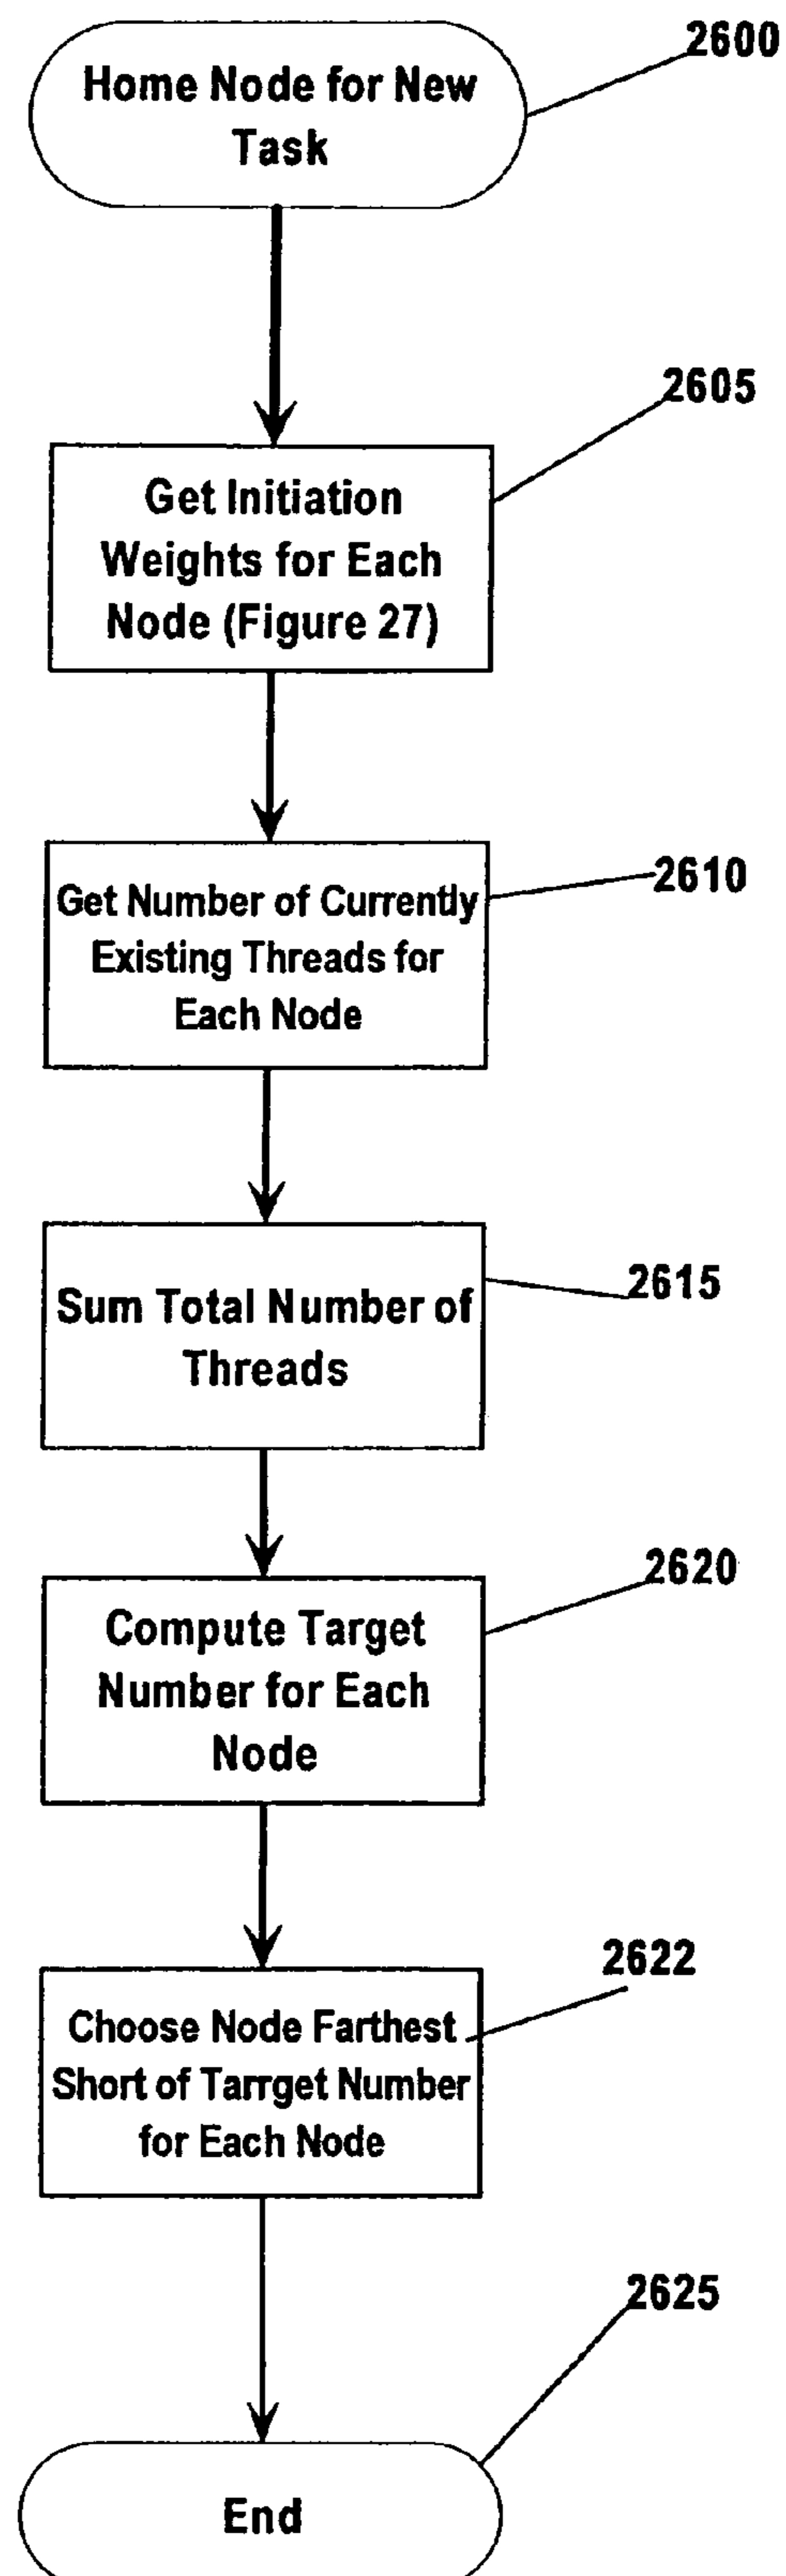 Home Node for New
Task
2600
Get Initiation
Weights for Each
Node (Figure 27)
2605
Get Number of Currently
Existing Threads for
Each Node
2610
Sum Total Number of
Threads
2615
Compute Target
Number for Each
Node
2620
Choose Node Farthest
Short of Tarrget Number
for Each Node
2622
End
2625